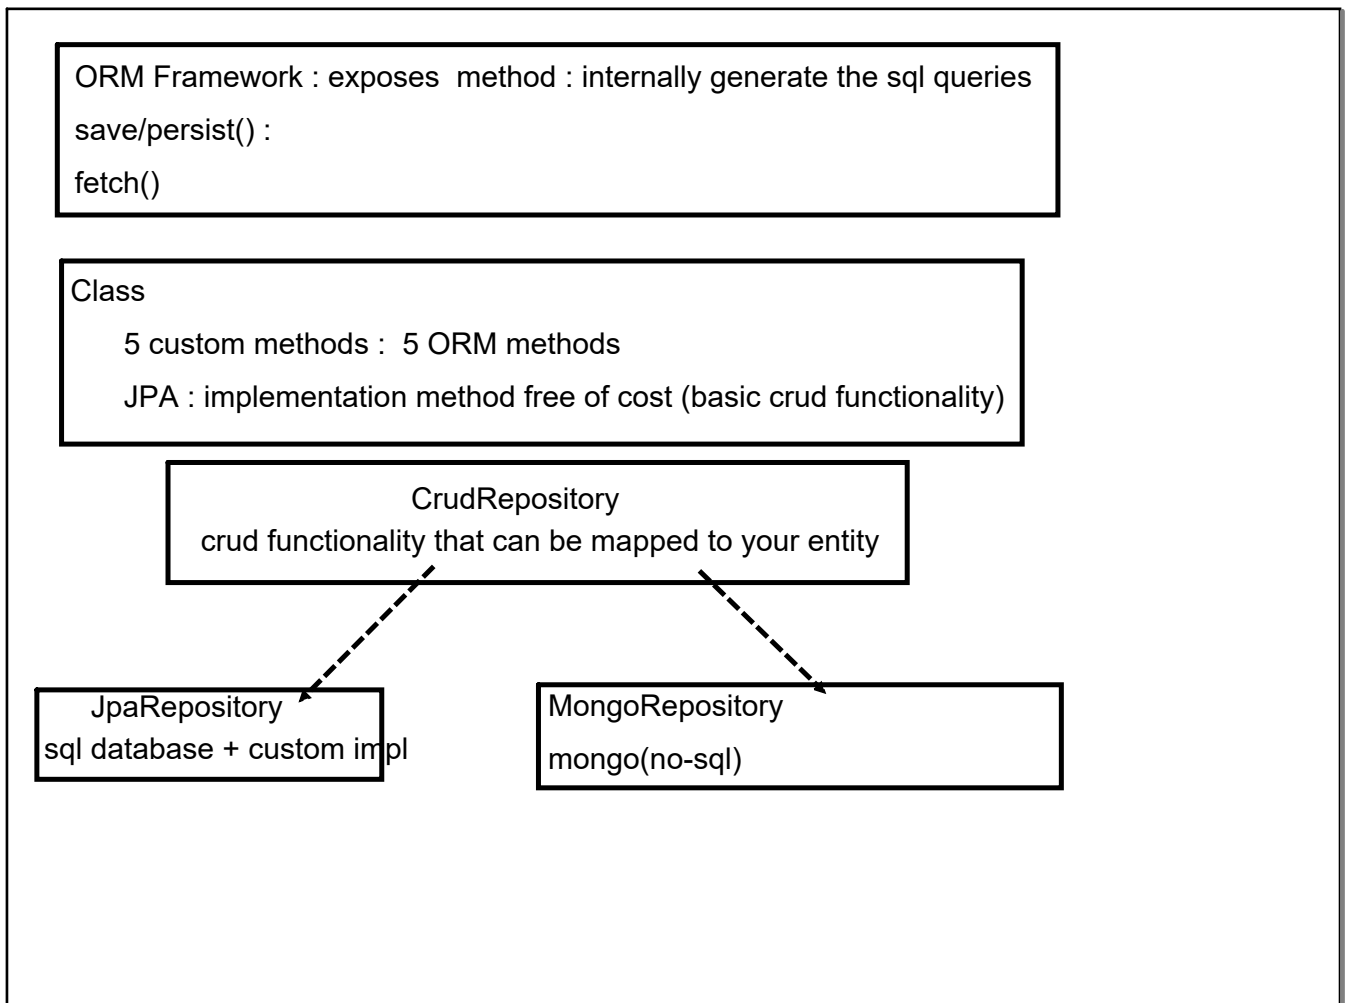 ORM Framework : exposes  method : internally generate the sql queries
save/persist() :
fetch()
Class
5 custom methods :  5 ORM methods
JPA : implementation method free of cost (basic crud functionality)
CrudRepository
crud functionality that can be mapped to your entity
JpaRepository
sql database + custom impl
MongoRepository
mongo(no-sql)